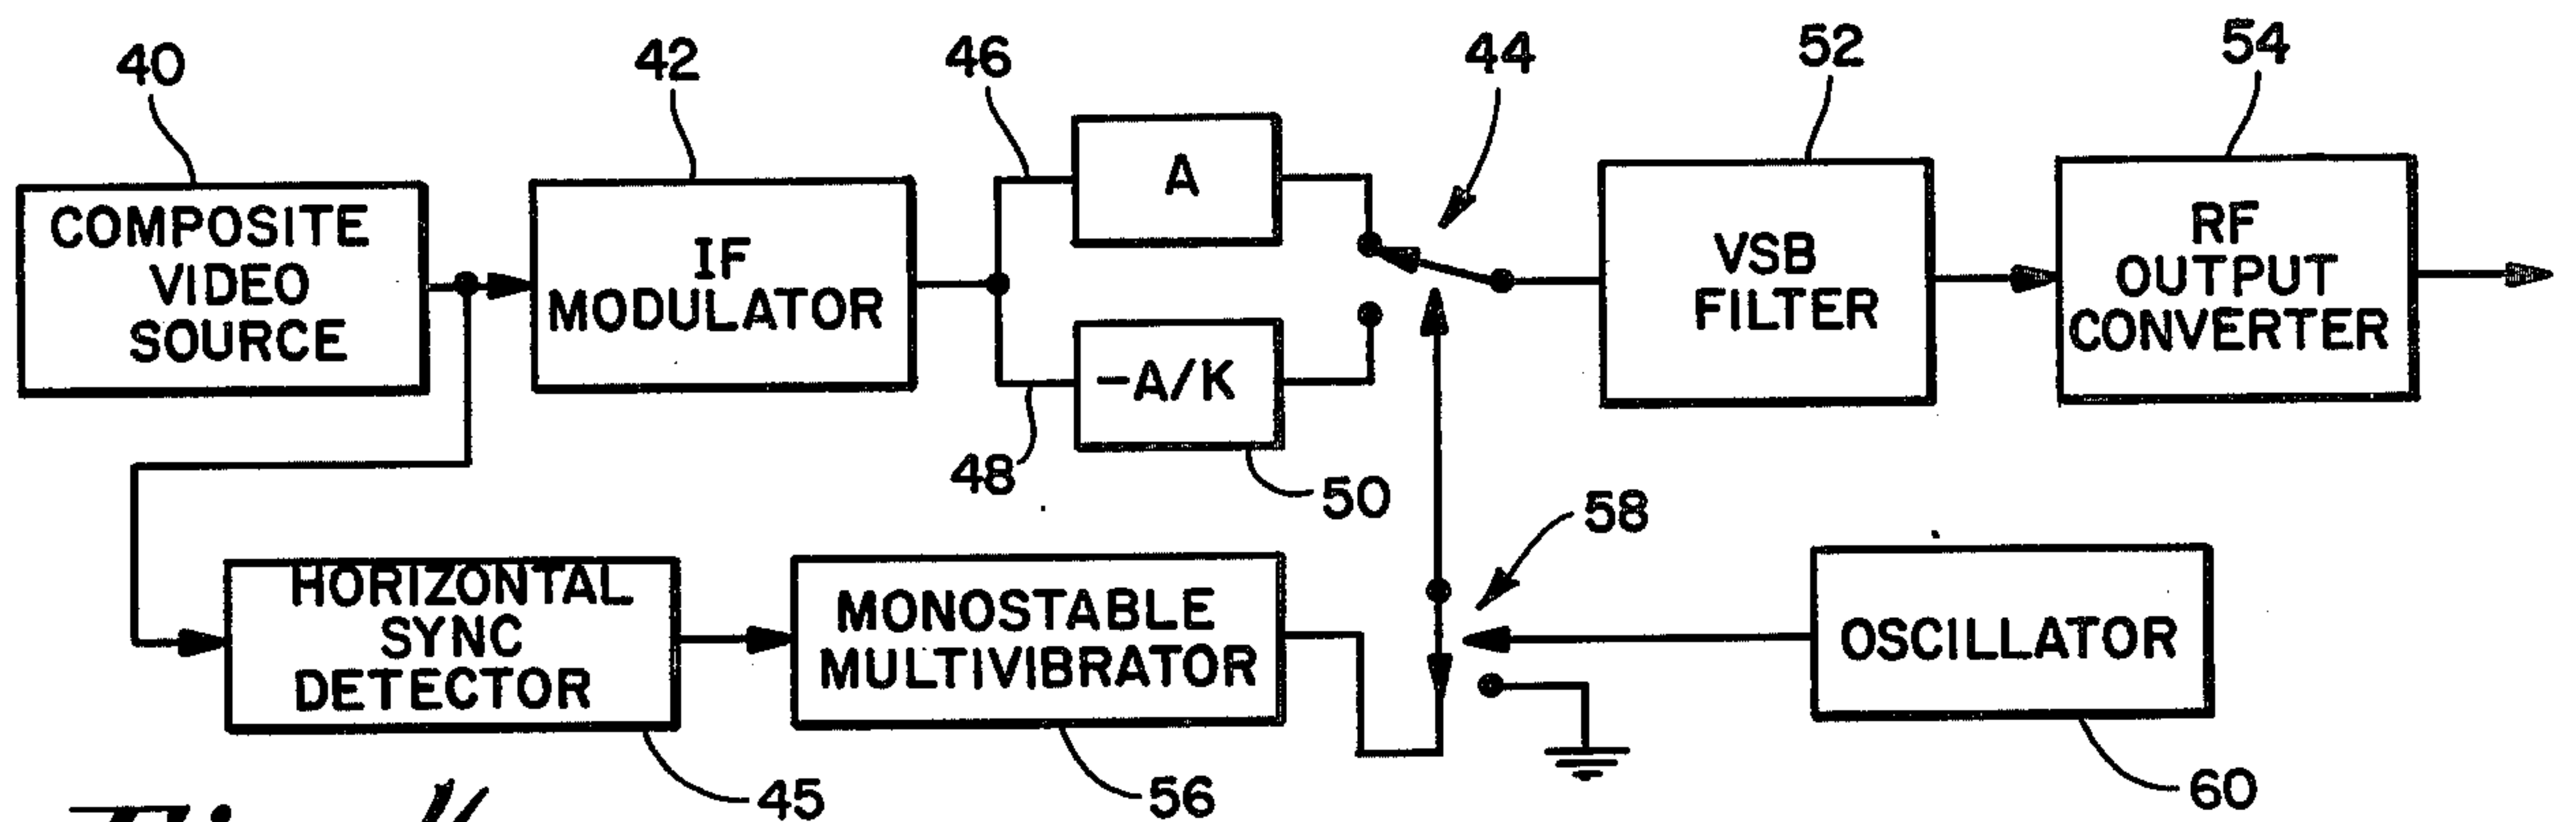 40
42
46
44
52
54
COMPOSITE
VIDEO
SOURCE
IF
MODULATOR
A
-A/K
VSB
FILTER
RF
OUTPUT
CONVERTER
48
50
58
HORIZONTAL
SYNC
DETECTOR
MONOSTABLE
MULTIVIBRATOR
OSCILLATOR
45
56
60